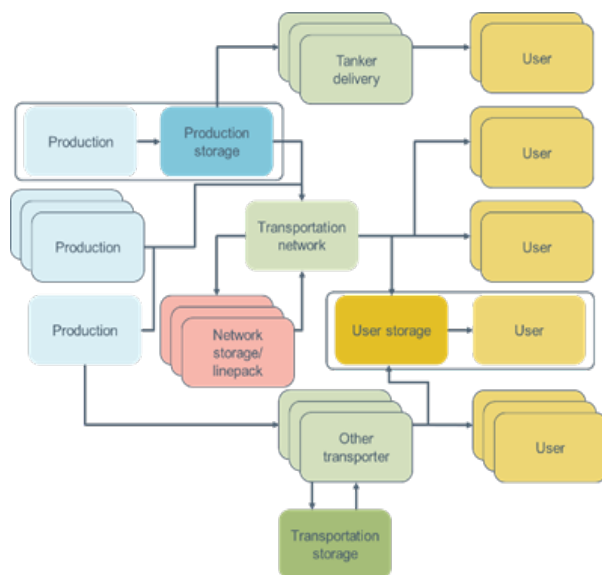 Tanker
delivery
User
Production
Production
storage
User
Production
Transportation
network
User
Production
Network
storage/
linepack
User storage
User
Other
transporter
User
Transportation
storage